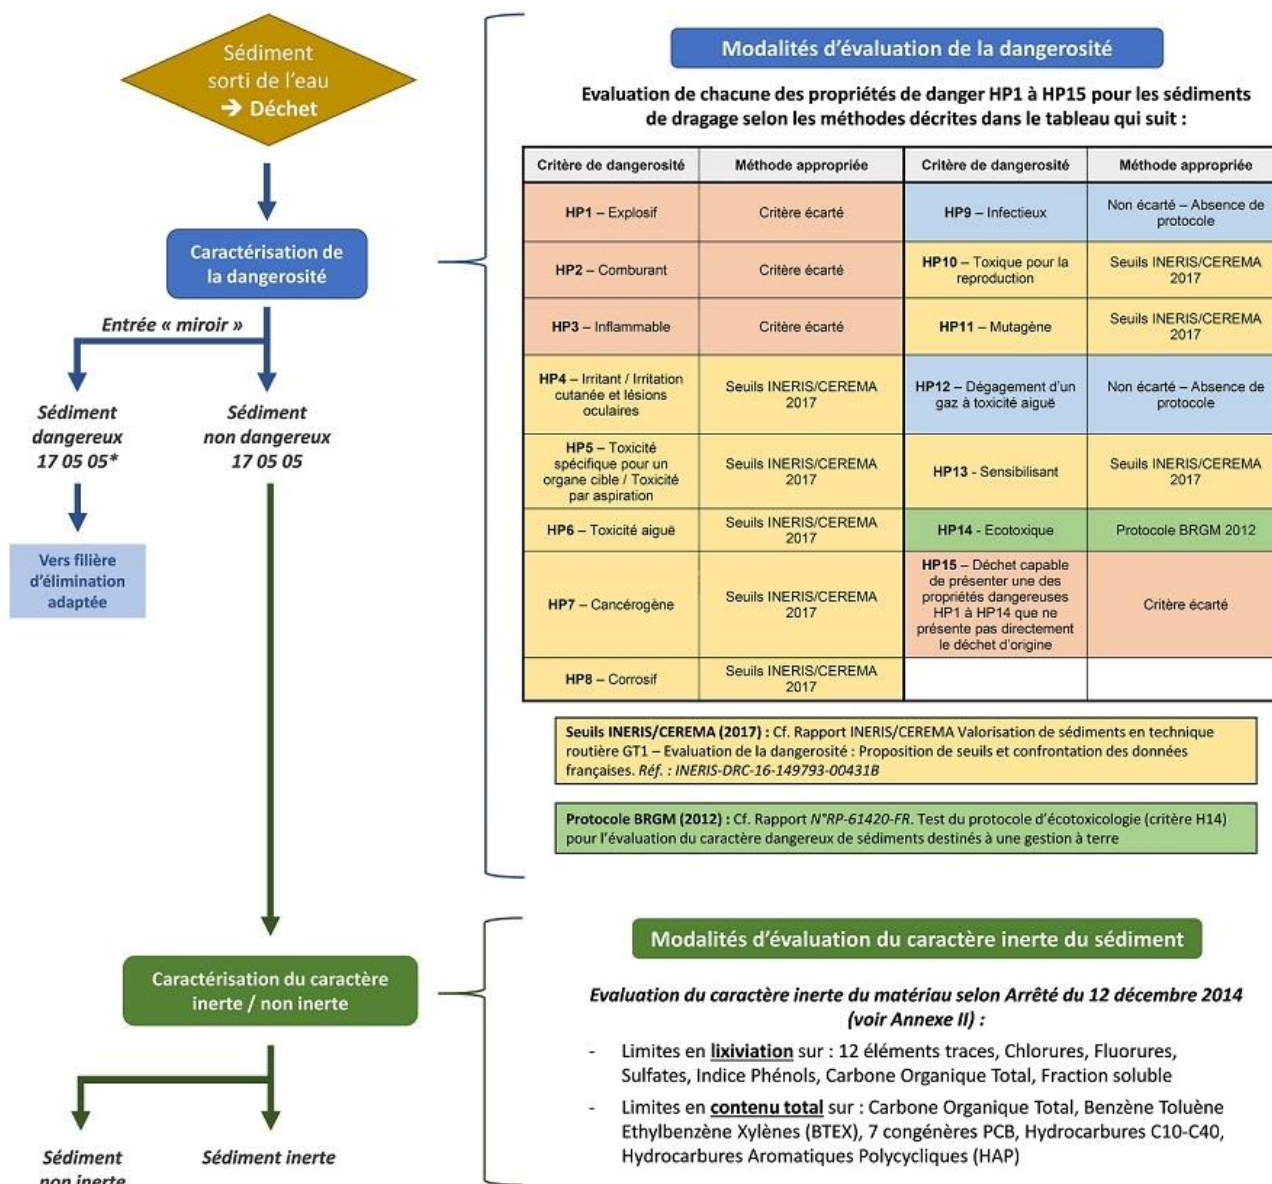 Sédiment
sorti de l'eau
➔ Déchet
Caractérisation de
la dangerosité
Entrée « miroir »
Sédiment
dangereux
17 05 05*
Sédiment
non dangereux
17 05 05
Vers filière
d'élimination
adaptée
Modalités d'évaluation de la dangerosité
Evaluation de chacune des propriétés de danger HP1 à HP15 pour les sédiments
de dragage selon les méthodes décrites dans le tableau qui suit :
Critère de dangerosité
Méthode appropriée
Critère de dangerosité
Méthode appropriée
HP1 – Explosif
Critère écarté
HP9 – Infectieux
Non écarté – Absence de
protocole
HP2 – Comburant
Critère écarté
HP10 – Toxique pour la
reproduction
Seuils INERIS/CEREMA
2017
HP3 – Inflammable
Critère écarté
HP11 – Mutagène
Seuils INERIS/CEREMA
2017
HP4 – Irritant / Irritation
cutanée et lésions
oculaires
Seuils INERIS/CEREMA
2017
HP12 – Dégagement d'un
gaz à toxicité aiguë
Non écarté – Absence de
protocole
HP5 – Toxicité
spécifique pour un
organe cible / Toxicité
par aspiration
Seuils INERIS/CEREMA
2017
HP13 - Sensibilisant
Seuils INERIS/CEREMA
2017
HP6 – Toxicité aiguë
Seuils INERIS/CEREMA
2017
HP14 - Ecotoxique
Protocole BRGM 2012
HP7 – Cancérogène
Seuils INERIS/CEREMA
2017
HP15 – Déchet capable
de présenter une des
propriétés dangereuses
HP1 à HP14 que ne
présente pas directement
le déchet d'origine
Critère écarté
HP8 – Corrosif
Seuils INERIS/CEREMA
2017
Seuils INERIS/CEREMA (2017) : Cf. Rapport INERIS/CEREMA Valorisation de sédiments en technique
routière GT1 – Evaluation de la dangerosité : Proposition de seuils et confrontation des données
françaises. Réf. : INERIS-DRC-16-149793-00431B
Protocole BRGM (2012) : Cf. Rapport N°RP-61420-FR. Test du protocole d'écotoxicologie (critère H14)
pour l'évaluation du caractère dangereux de sédiments destinés à une gestion à terre
Caractérisation du caractère
inerte / non inerte
Sédiment
non inerte
Sédiment inerte
Modalités d'évaluation du caractère inerte du sédiment
Evaluation du caractère inerte du matériau selon Arrêté du 12 décembre 2014
(voir Annexe II) :
- Limites en lixiviation sur : 12 éléments traces, Chlorures, Fluorures,
Sulfates, Indice Phénols, Carbone Organique Total, Fraction soluble
- Limites en contenu total sur : Carbone Organique Total, Benzène Toluène
Ethylbenzène Xylènes (BTEX), 7 congénères PCB, Hydrocarbures C10-C40,
Hydrocarbures Aromatiques Polycycliques (HAP)